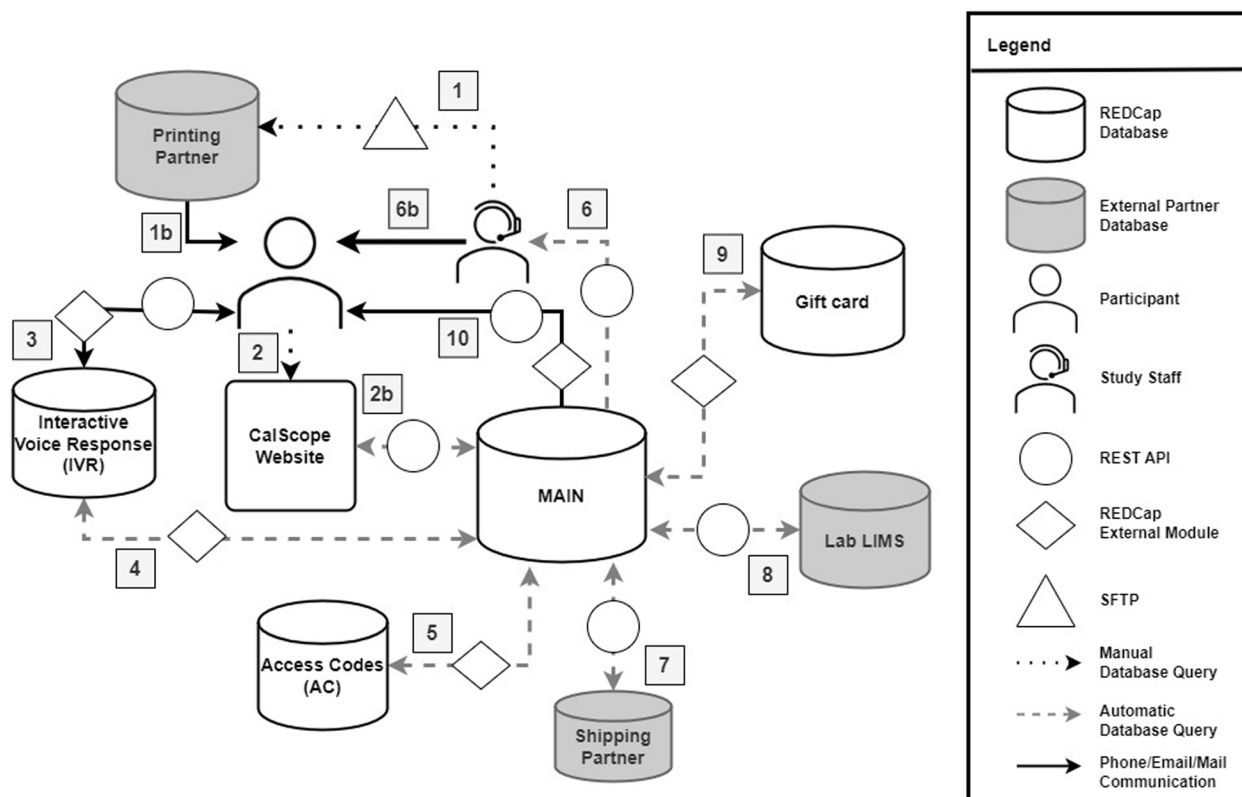 1
Printing
Partner
1b
6b
6
9
Gift card
3
2
10
2b
Interactive
Voice Response
(IVR)
CalScope
Website
MAIN
Lab LIMS
4
8
5
Access Codes
(AC)
7
Shipping
Partner
Legend
REDCap
Database
External Partner
Database
Participant
Study Staff
REST API
REDCap
External Module
SFTP
Manual
Database Query
Automatic
Database Query
Phone/Email/Mail
Communication